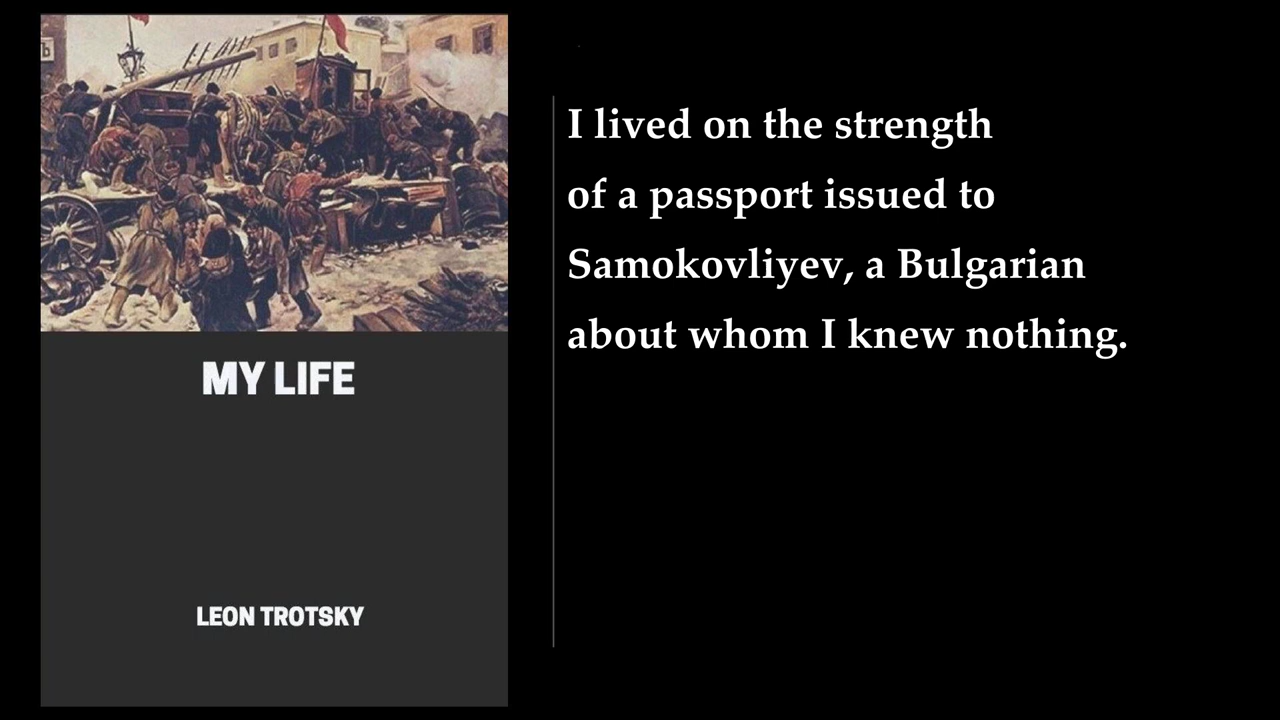 MY LIFE
LEON TROTSKY
I lived on the strength
of a passport issued to
Samokovliyev, a Bulgarian
about whom I knew nothing.